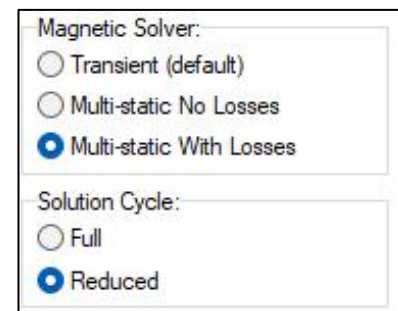 Magnetic Solver:
Transient (default)
Multi-static No Losses
Multi-static With Losses
Solution Cycle:
Full
Reduced